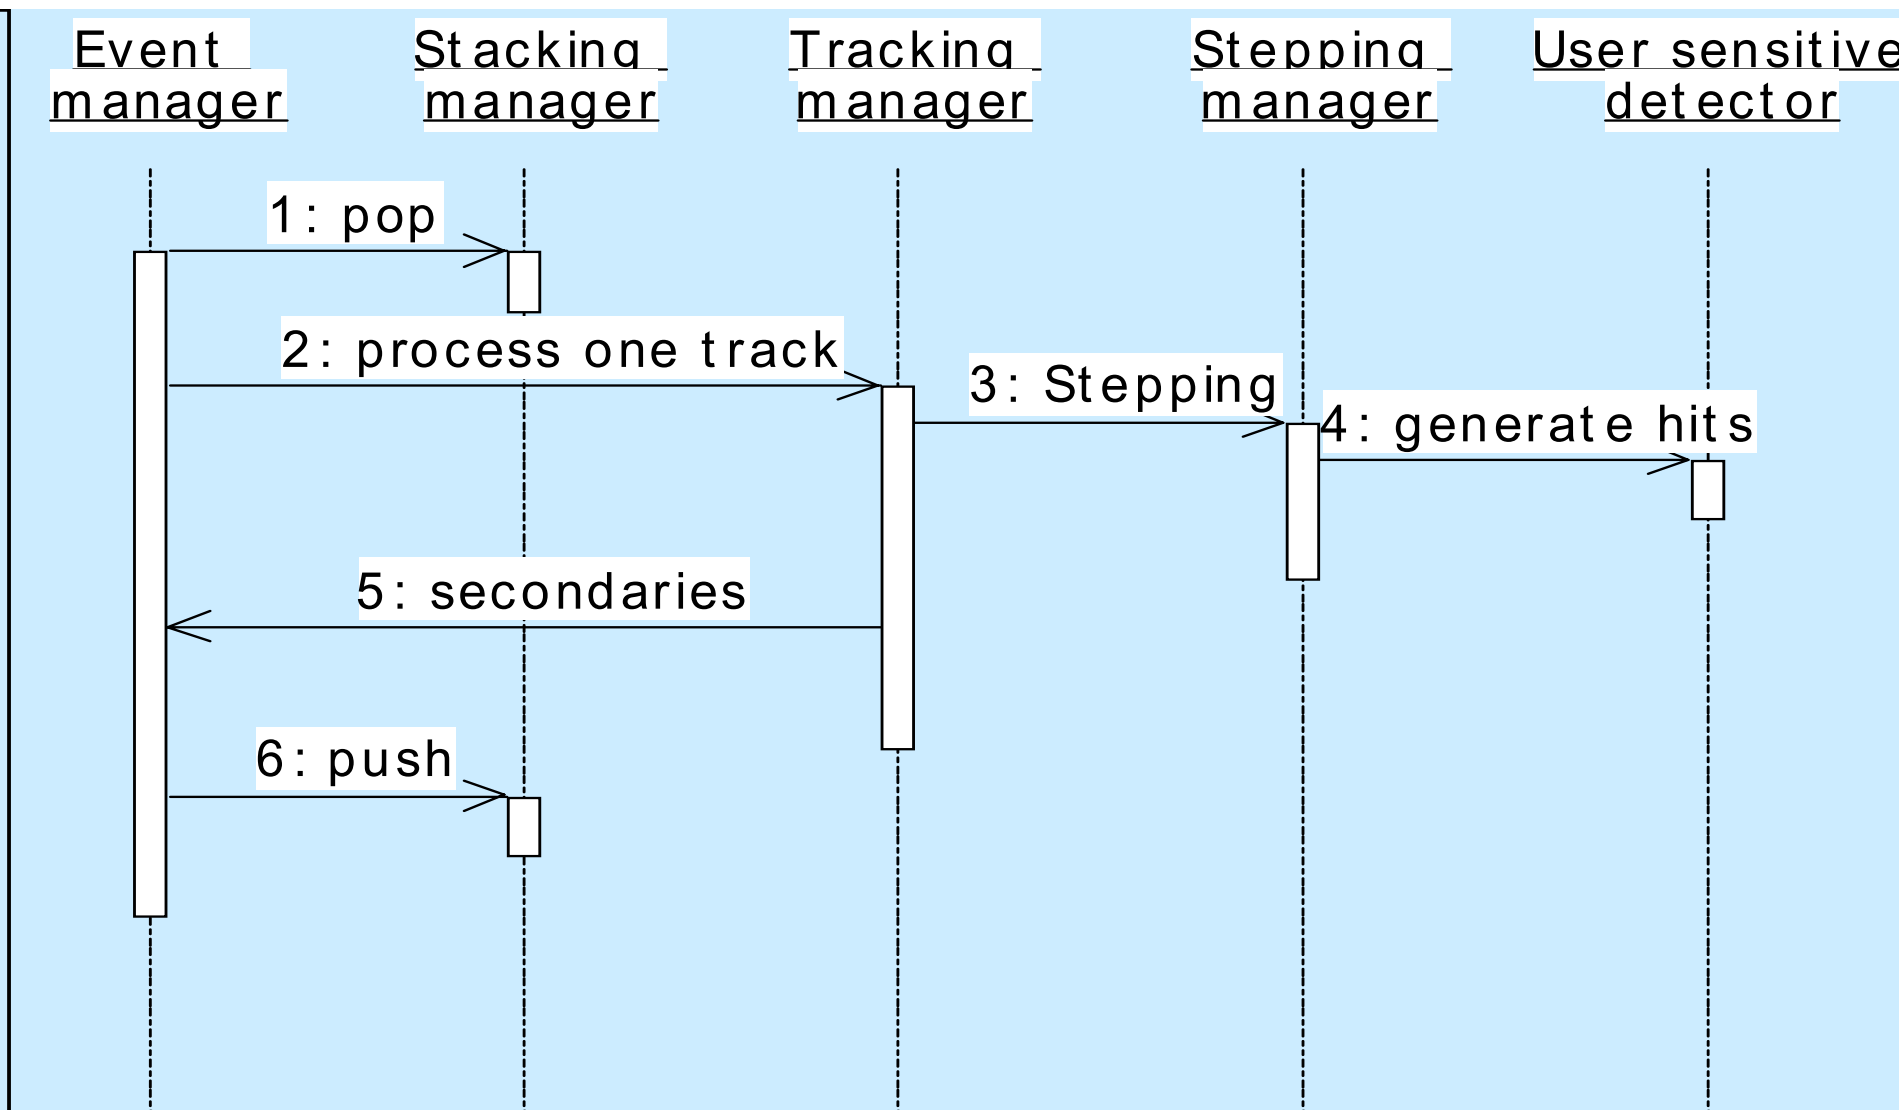 Event
manager
Stacking
manager
Tracking
manager
Stepping
manager
User sensitive
detector
1: pop
2: process one track
3: Stepping
4: generate hits
5: secondaries
6: push